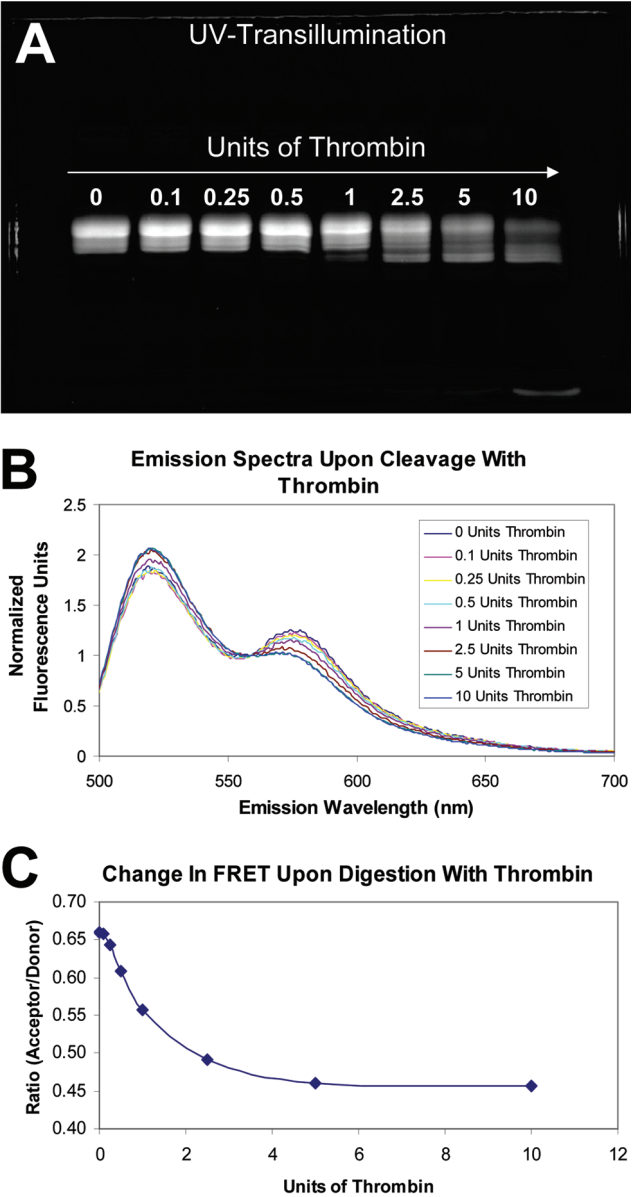 A
UV-Transillumination
Units of Thrombin
0 0.1 0.25 0.5 1 2.5 5 10
B
Emission Spectra Upon Cleavage With
Thrombin
Normalized
Fluorescence Units
2.5
2
1.5
1
0.5
0
0 Units Thrombin
0.1 Units Thrombin
0.25 Units Thrombin
0.5 Units Thrombin
1 Units Thrombin
2.5 Units Thrombin
5 Units Thrombin
10 Units Thrombin
500 550 600 650 700
Emission Wavelength (nm)
C
Change In FRET Upon Digestion With Thrombin
Ratio (Acceptor/Donor)
0.70
0.65
0.60
0.55
0.50
0.45
0.40
0 2 4 6 8 10 12
Units of Thrombin